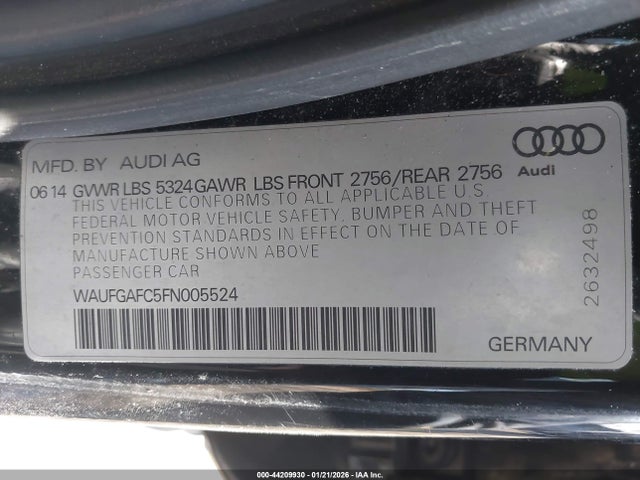 MFD. BY AUDI AG
Audi
06 14 GVWR LBS 5324 GAWR LBS FRONT 2756/REAR 2756
THIS VEHICLE CONFORMS TO ALL APPLICABLE U.S
FEDERAL MOTOR VEHICLE SAFETY, BUMPER AND THEFT
PREVENTION STANDARDS IN EFFECT ON THE DATE OF
MANUFACTURE SHOWN ABOVE
PASSENGER CAR
2632498
WAUFGAFC5FN005524
GERMANY
000-44209930 - 01/21/2026 - IAA Inc.